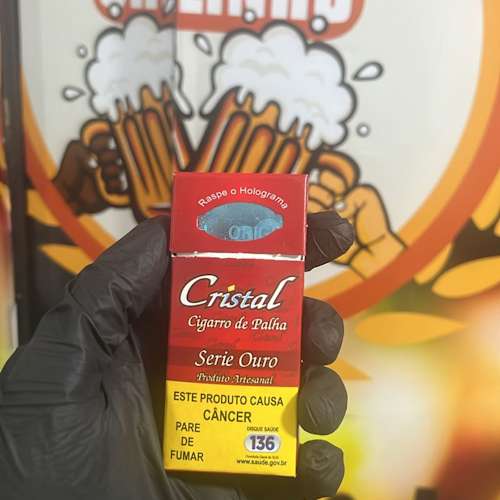 Raspe o Holograma
ORIG
Cristal
Cigarro de Palha
Serie Ouro
Produto Artesanal
ESTE PRODUTO CAUSA
CÂNCER
PARE
DE
FUMAR
DISQUE SAÚDE
136
www.saude.gov.br